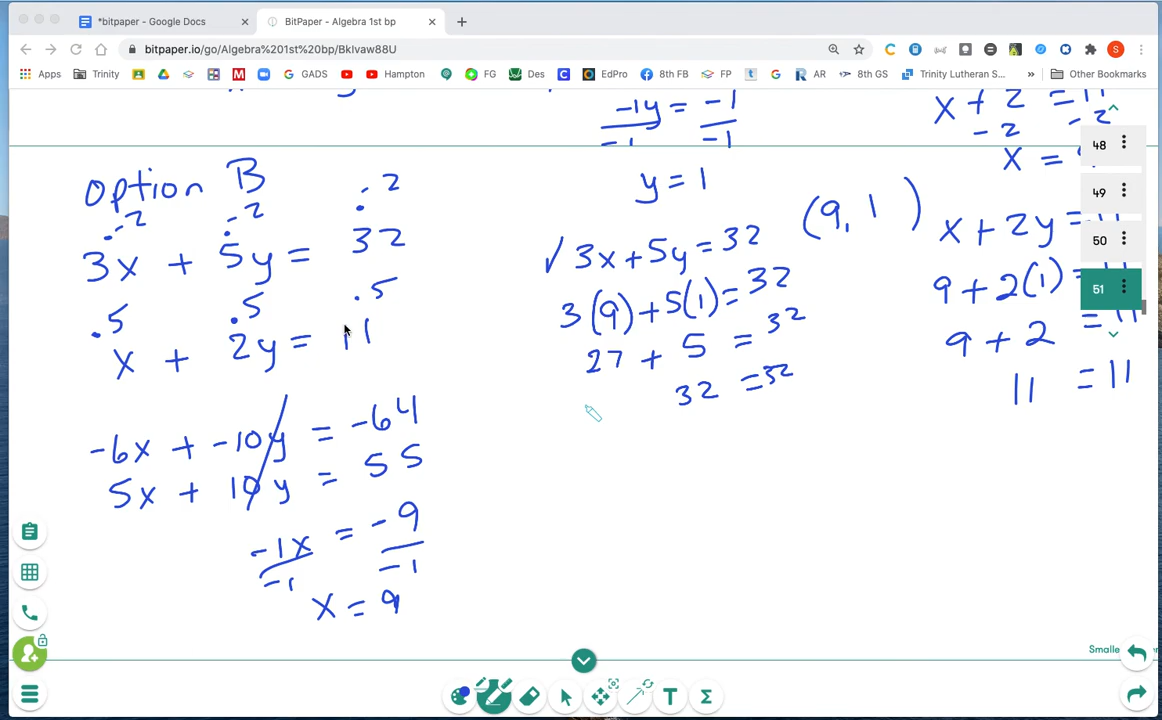 *bitpaper - Google Docs
BitPaper - Algebra 1st bp
bitpaper.io/go/Algebra%201st%20bp/BkIvaw88U
S
Apps
Trinity
M
GADS
Hampton
FG
Des
C
EdPro
8th FB
FP
t
G
AR
8th GS
Trinity Lutheran S...
»
Other Bookmarks
-1y = -1
-1 -1
y = 1
x + 2 = 11
-2 -2
x =
48
49
50
51
Option B
·-2 ·-2 ·-2
3x + 5y = 32
·5 ·5 ·5
x + 2y = 11
-6x + -10y = -64
5x + 10y = 55
-1x = -9
-1 -1
x = 9
(9, 1 )
✓ 3x + 5y = 32
3(9) + 5(1) = 32
27 + 5 = 32
32 = 32
x + 2y = 11
9 + 2(1) =
9 + 2 = 11
11 = 11
Smalle
T
Σ